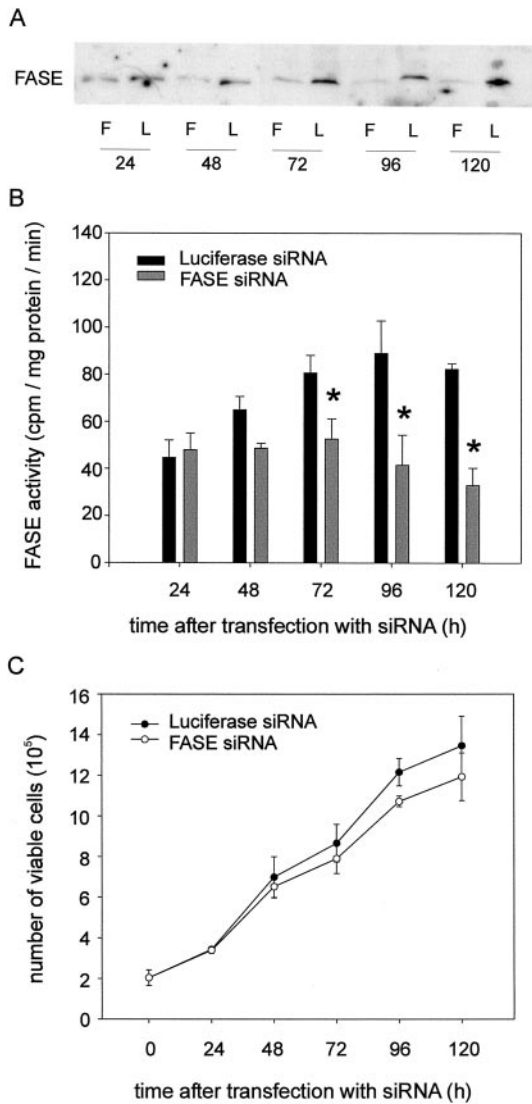 A
FASE
F L F L F L F L F L
24 48 72 96 120
B
FASE activity (cpm / mg protein / min)
140
120
100
80
60
40
20
0
Luciferase siRNA
FASE siRNA
*
*
*
24 48 72 96 120
time after transfection with siRNA (h)
C
number of viable cells (10⁵)
16
14
12
10
8
6
4
2
0
Luciferase siRNA
FASE siRNA
0 24 48 72 96 120
time after transfection with siRNA (h)